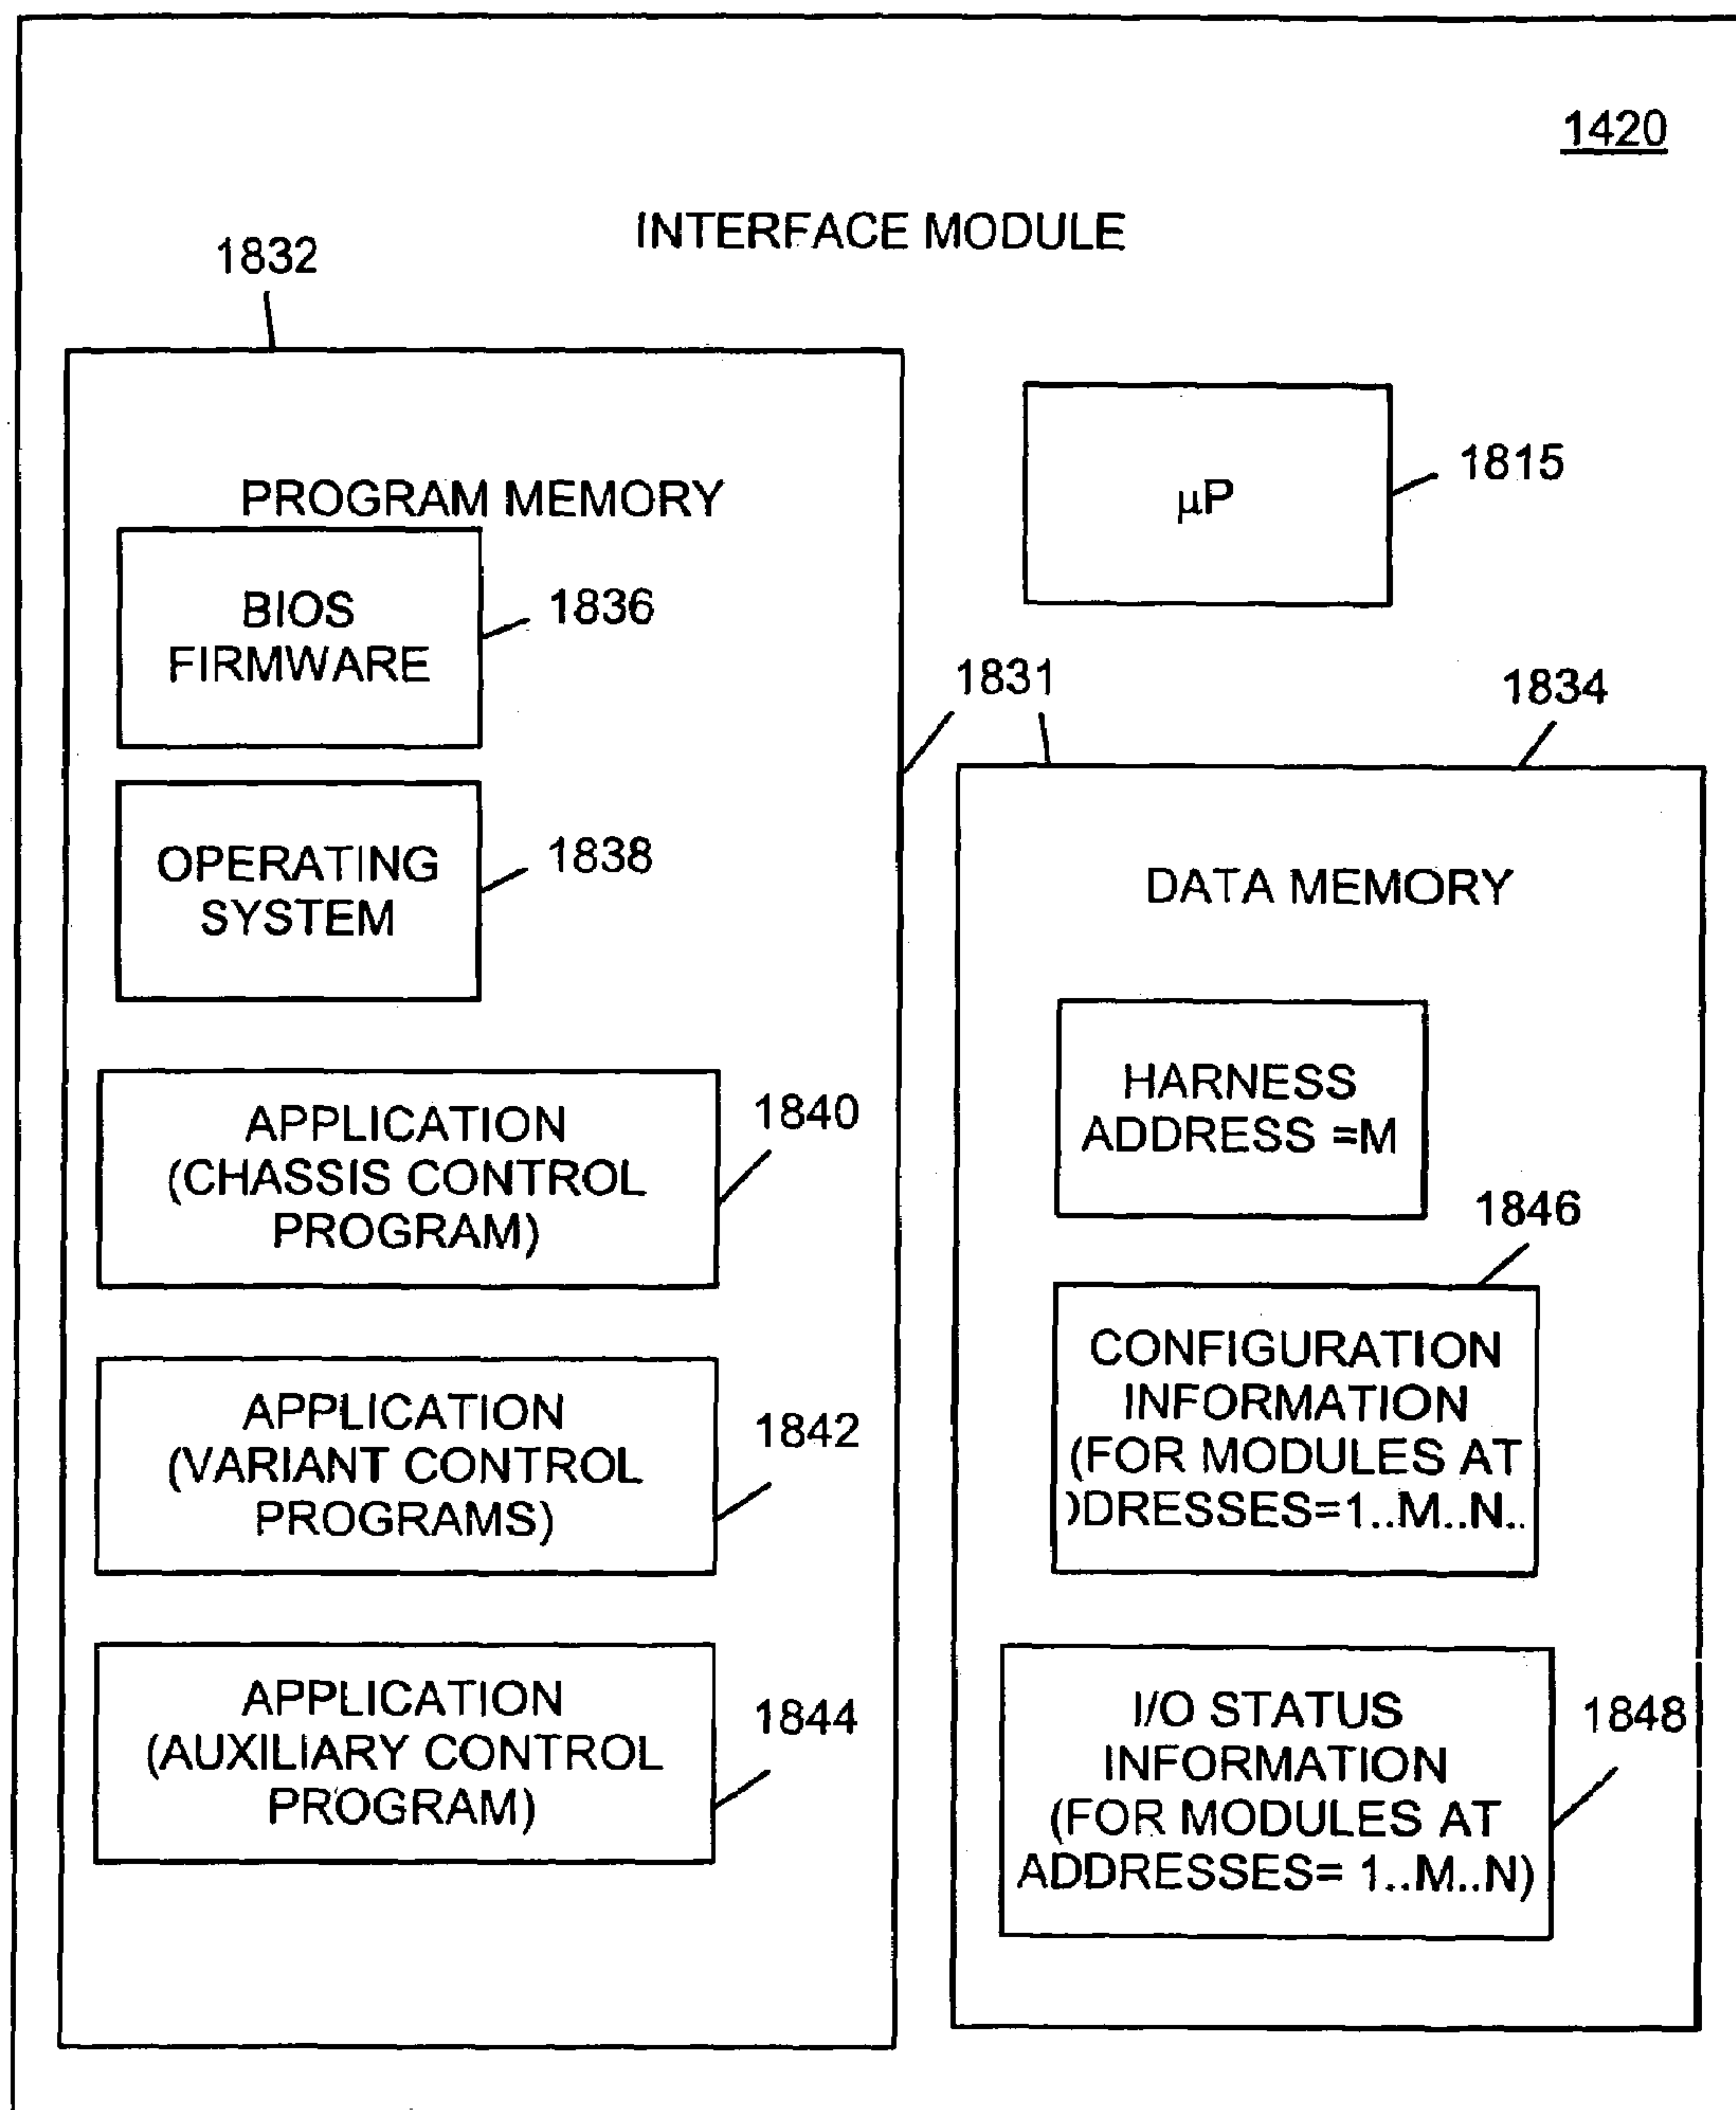 1420
INTERFACE MODULE
1832
PROGRAM MEMORY
BIOS
FIRMWARE
1836
OPERATING
SYSTEM
1838
APPLICATION
(CHASSIS CONTROL
PROGRAM)
1840
APPLICATION
(VARIANT CONTROL
PROGRAMS)
1842
APPLICATION
(AUXILIARY CONTROL
PROGRAM)
1844
µP
1815
1831
1834
DATA MEMORY
HARNESS
ADDRESS =M
1846
CONFIGURATION
INFORMATION
(FOR MODULES AT
)DRESSES=1..M..N..
I/O STATUS
INFORMATION
(FOR MODULES AT
ADDRESSES= 1..M..N)
1848